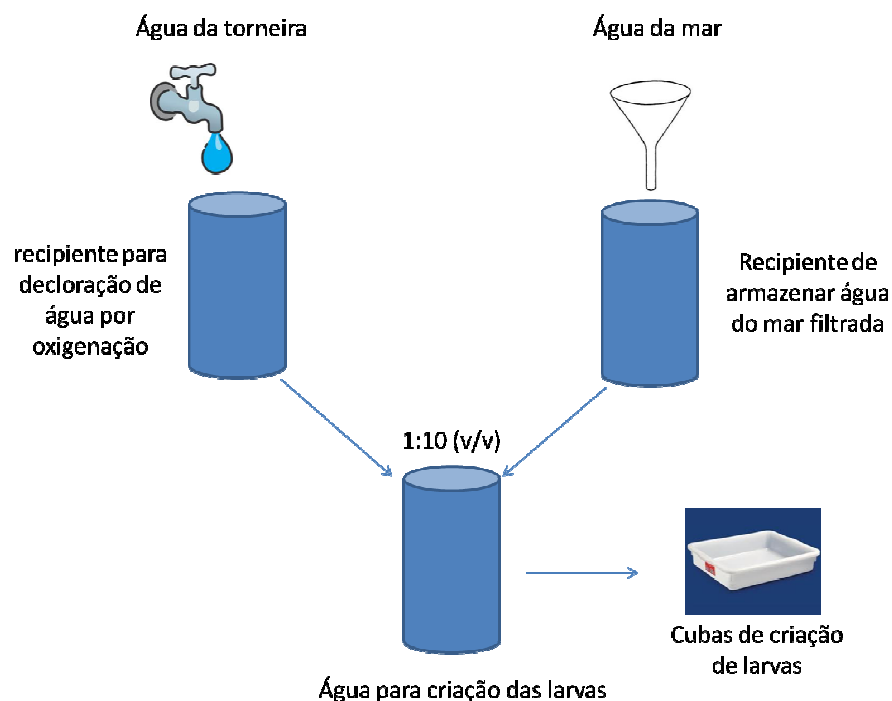 Água da torneira
Água da mar
recipiente para
decloração de
água por
oxigenação
Recipiente de
armazenar água
do mar filtrada
1:10 (v/v)
Cubas de criação
de larvas
Água para criação das larvas